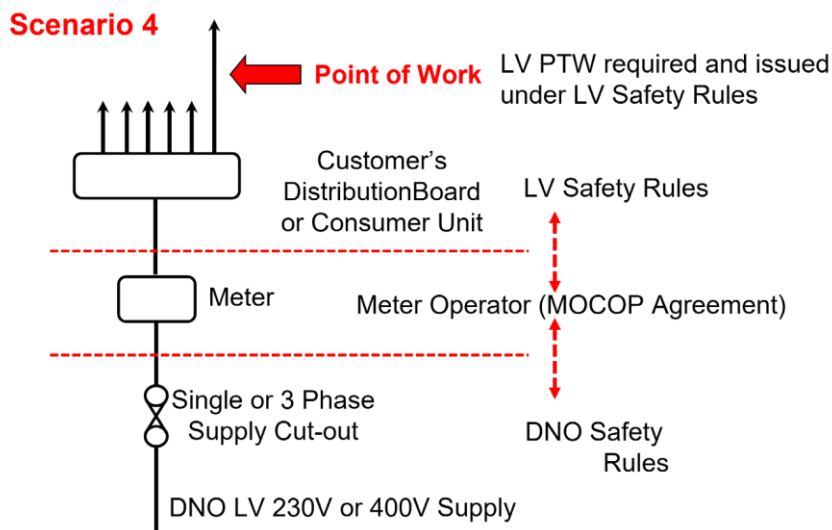 Scenario 4
Point of Work
LV PTW required and issued
under LV Safety Rules
Customer's
DistributionBoard
or Consumer Unit
LV Safety Rules
Meter
Meter Operator (MOCOP Agreement)
Single or 3 Phase
Supply Cut-out
DNO Safety
Rules
DNO LV 230V or 400V Supply